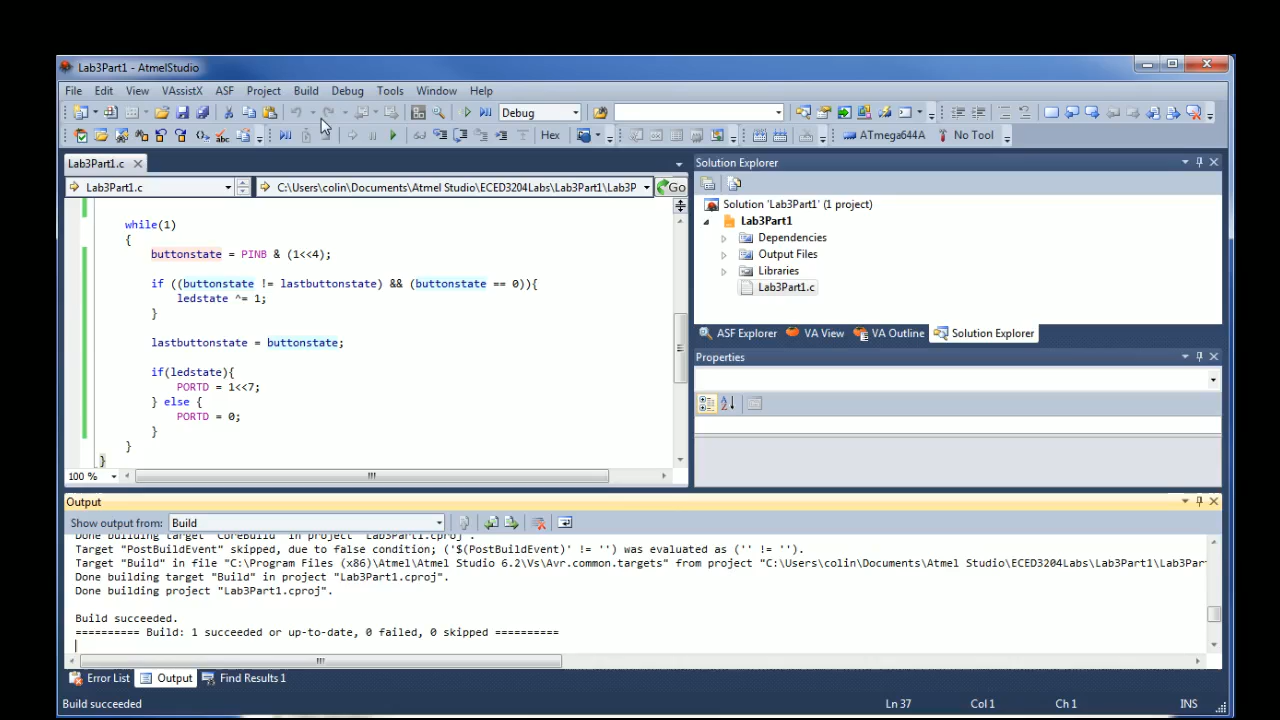 Lab3Part1 - AtmelStudio
File Edit View VAssistX ASF Project Build Debug Tools Window Help
Debug
Hex ATmega644A No Tool
Lab3Part1.c
Lab3Part1.c C:\Users\colin\Documents\Atmel Studio\ECED3204Labs\Lab3Part1\Lab3P Go
while(1)
{
buttonstate = PINB & (1<<4);
if ((buttonstate != lastbuttonstate) && (buttonstate == 0)){
ledstate ^= 1;
}
lastbuttonstate = buttonstate;
if(ledstate){
PORTD = 1<<7;
} else {
PORTD = 0;
}
}
}
100 %
Solution Explorer
Solution 'Lab3Part1' (1 project)
Lab3Part1
Dependencies
Output Files
Libraries
Lab3Part1.c
ASF Explorer VA View VA Outline Solution Explorer
Properties
Output
Show output from: Build
Done building target "CoreBuild" in project "Lab3Part1.cproj".
Target "PostBuildEvent" skipped, due to false condition; ('$(PostBuildEvent)' != '') was evaluated as ('' != '').
Target "Build" in file "C:\Program Files (x86)\Atmel\Atmel Studio 6.2\Vs\Avr.common.targets" from project "C:\Users\colin\Documents\Atmel Studio\ECED3204Labs\Lab3Part1\Lab3Par
Done building target "Build" in project "Lab3Part1.cproj".
Done building project "Lab3Part1.cproj".
Build succeeded.
========== Build: 1 succeeded or up-to-date, 0 failed, 0 skipped ==========
Error List Output Find Results 1
Build succeeded Ln 37 Col 1 Ch 1 INS